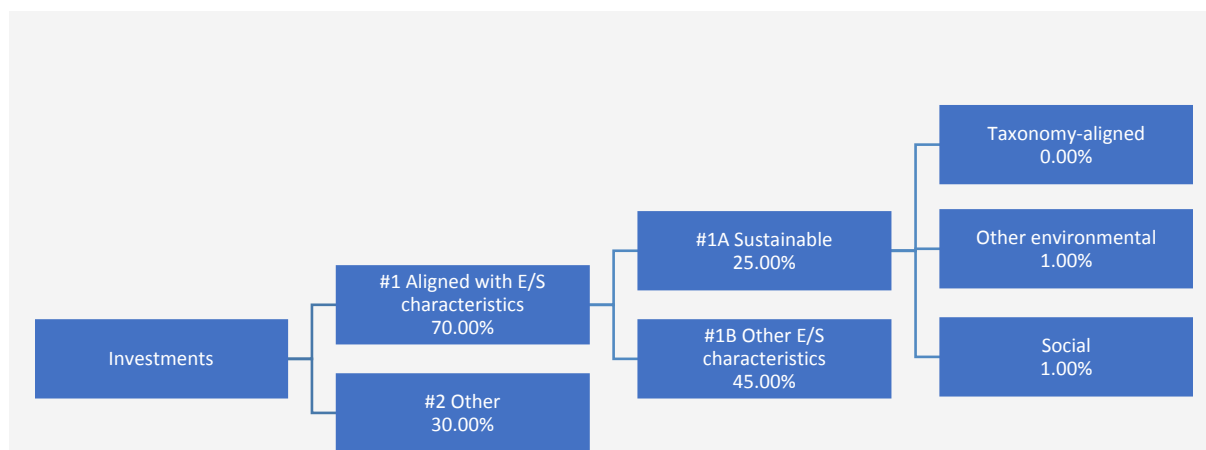 Investments
#1 Aligned with E/S
characteristics
70.00%
#2 Other
30.00%
#1A Sustainable
25.00%
#1B Other E/S
characteristics
45.00%
Taxonomy-aligned
0.00%
Other environmental
1.00%
Social
1.00%